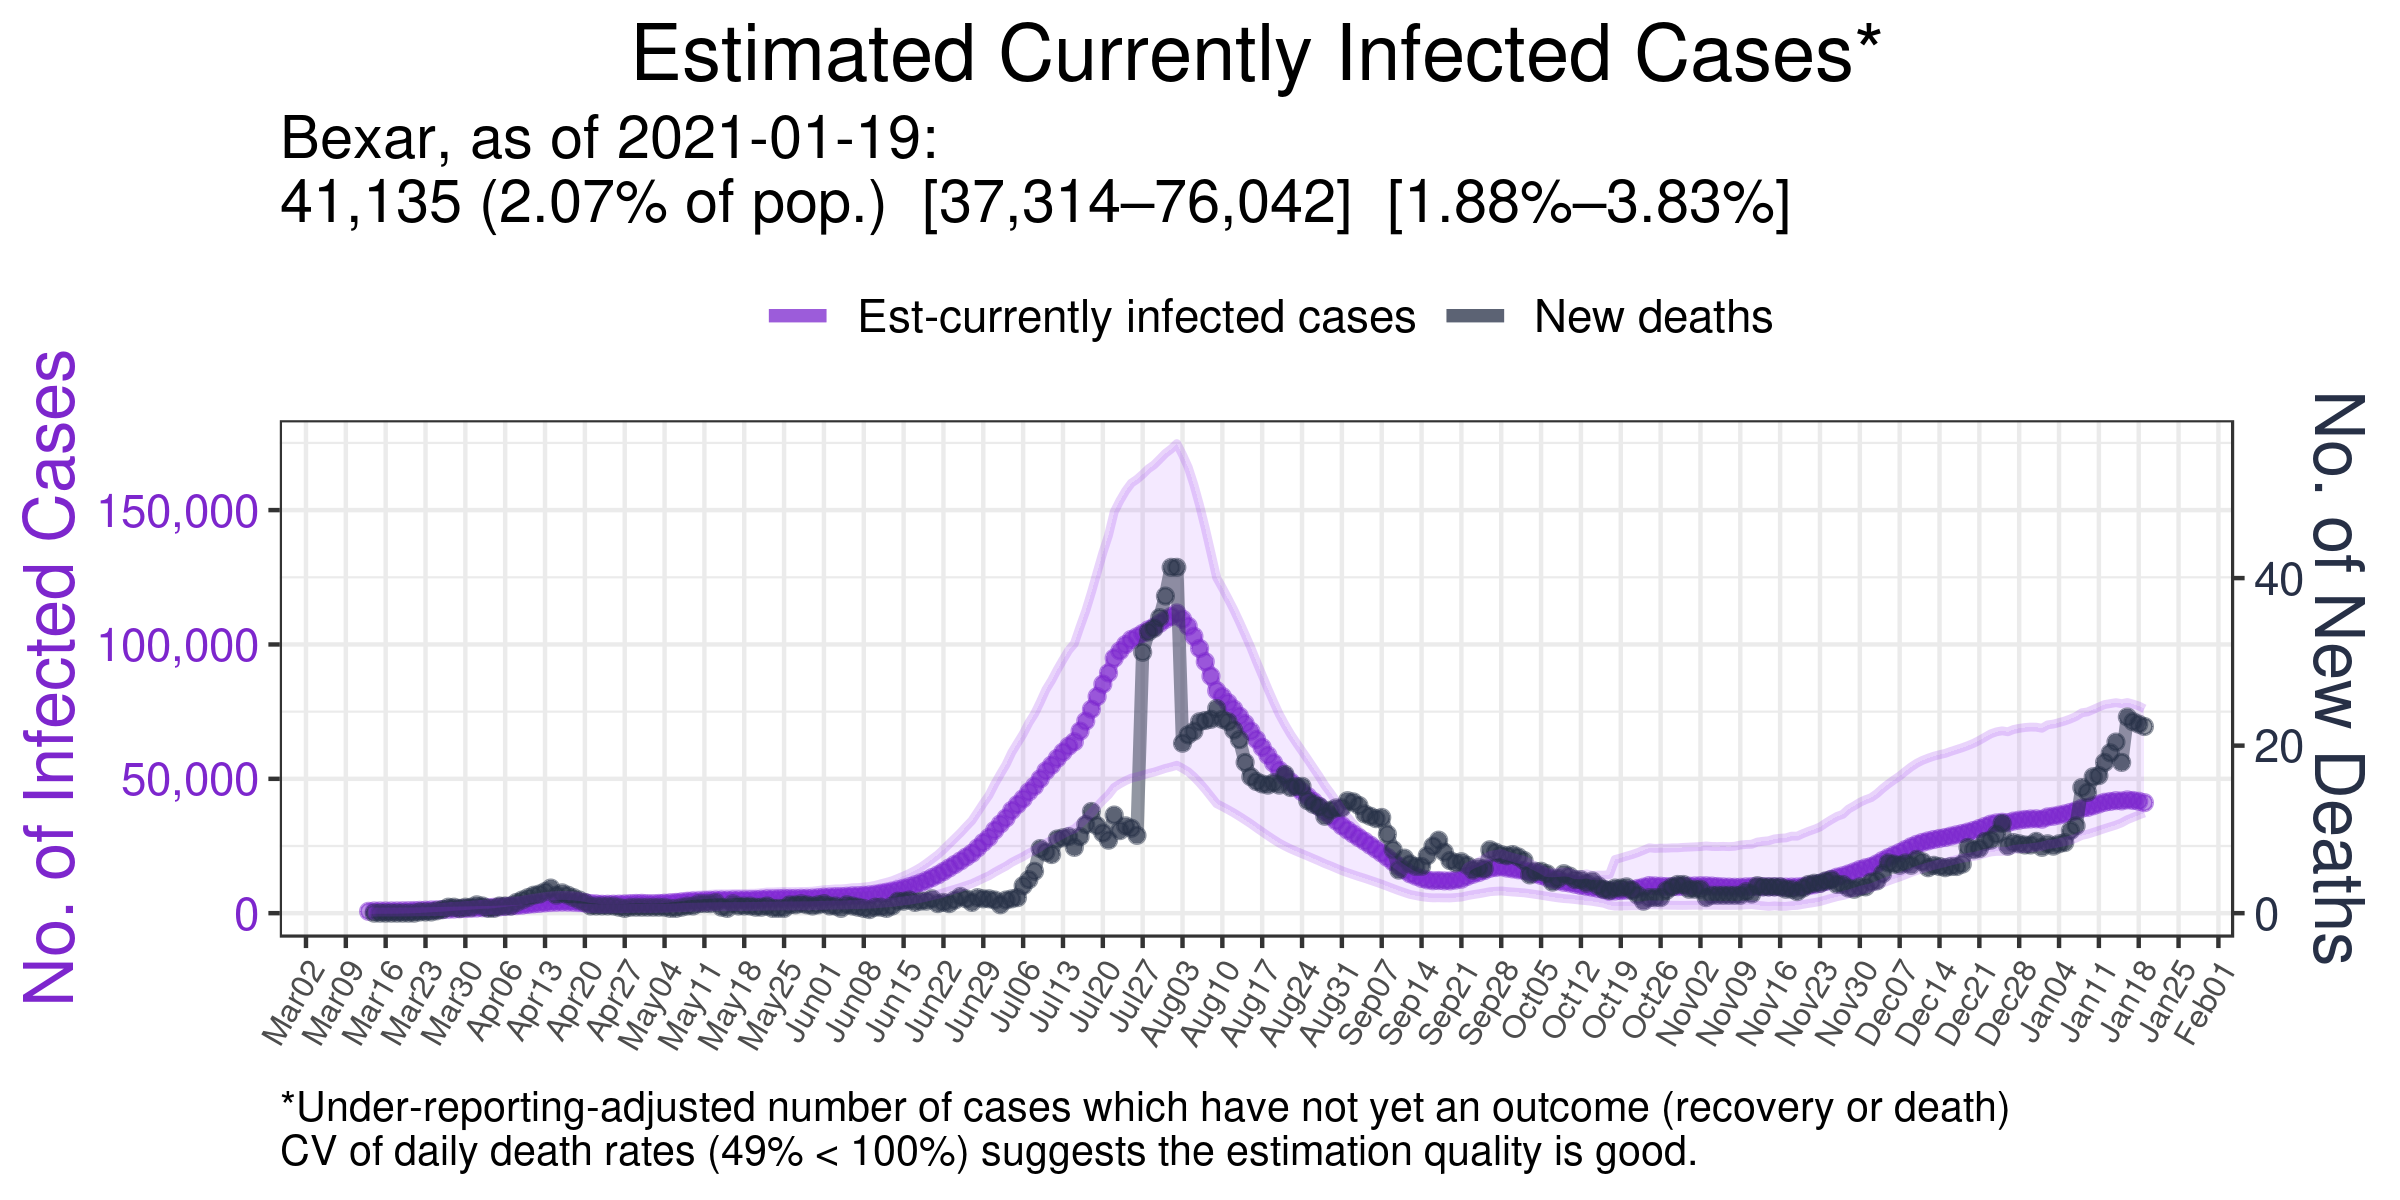 Estimated Currently Infected Cases*
Bexar, as of 2021-01-19:
41,135 (2.07% of pop.)  [37,314–76,042]  [1.88%–3.83%]
Est-currently infected cases
New deaths
No. of Infected Cases
150,000
100,000
50,000
0
No. of New Deaths
40
20
0
Mar02
Mar09
Mar16
Mar23
Mar30
Apr06
Apr13
Apr20
Apr27
May04
May11
May18
May25
Jun01
Jun08
Jun15
Jun22
Jun29
Jul06
Jul13
Jul20
Jul27
Aug03
Aug10
Aug17
Aug24
Aug31
Sep07
Sep14
Sep21
Sep28
Oct05
Oct12
Oct19
Oct26
Nov02
Nov09
Nov16
Nov23
Nov30
Dec07
Dec14
Dec21
Dec28
Jan04
Jan11
Jan18
Jan25
Feb01
*Under-reporting-adjusted number of cases which have not yet an outcome (recovery or death)
CV of daily death rates (49% < 100%) suggests the estimation quality is good.